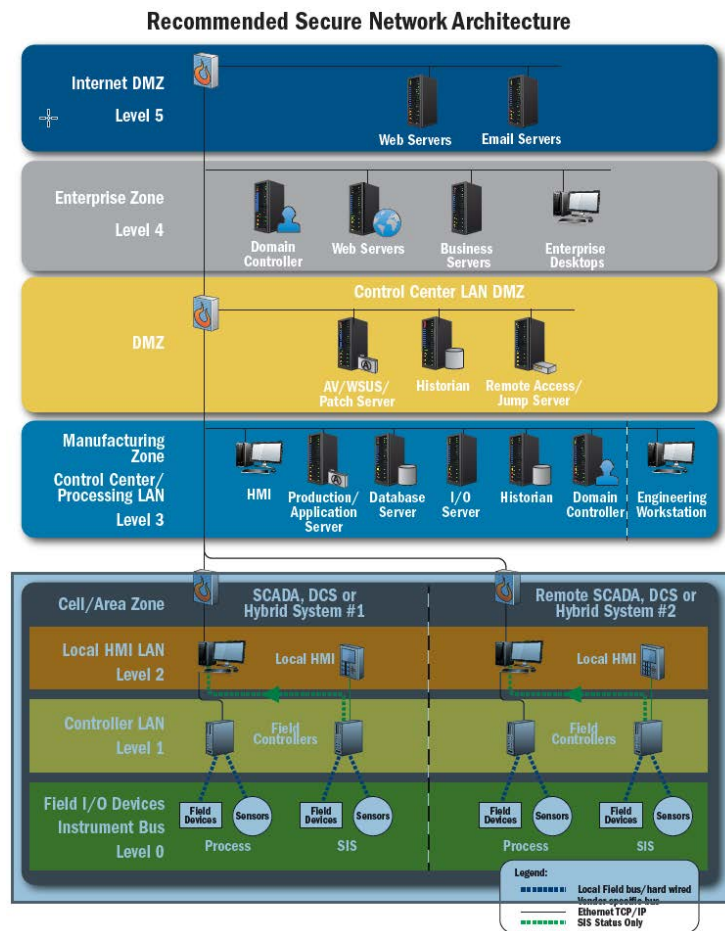 Recommended Secure Network Architecture
Internet DMZ
Level 5
Web Servers
Email Servers
Enterprise Zone
Level 4
Domain
Controller
Web Servers
Business
Servers
Enterprise
Desktops
Control Center LAN DMZ
DMZ
AV/WSUS/
Patch Server
Historian
Remote Access/
Jump Server
Manufacturing
Zone
Control Center/
Processing LAN
Level 3
HMI
Production/
Application
Server
Database
Server
I/O
Server
Historian
Domain
Controller
Engineering
Workstation
Cell/Area Zone
SCADA, DCS or
Hybrid System #1
Remote SCADA, DCS or
Hybrid System #2
Local HMI LAN
Level 2
Local HMI
Local HMI
Controller LAN
Level 1
Field
Controllers
Field
Controllers
Field I/O Devices
Instrument Bus
Level 0
Field
Devices
Sensors
Process
Field
Devices
Sensors
SIS
Field
Devices
Sensors
Process
Field
Devices
Sensors
SIS
Legend:
Local Field bus/hard wired
Vendor specific bus
Ethernet TCP/IP
SIS Status Only